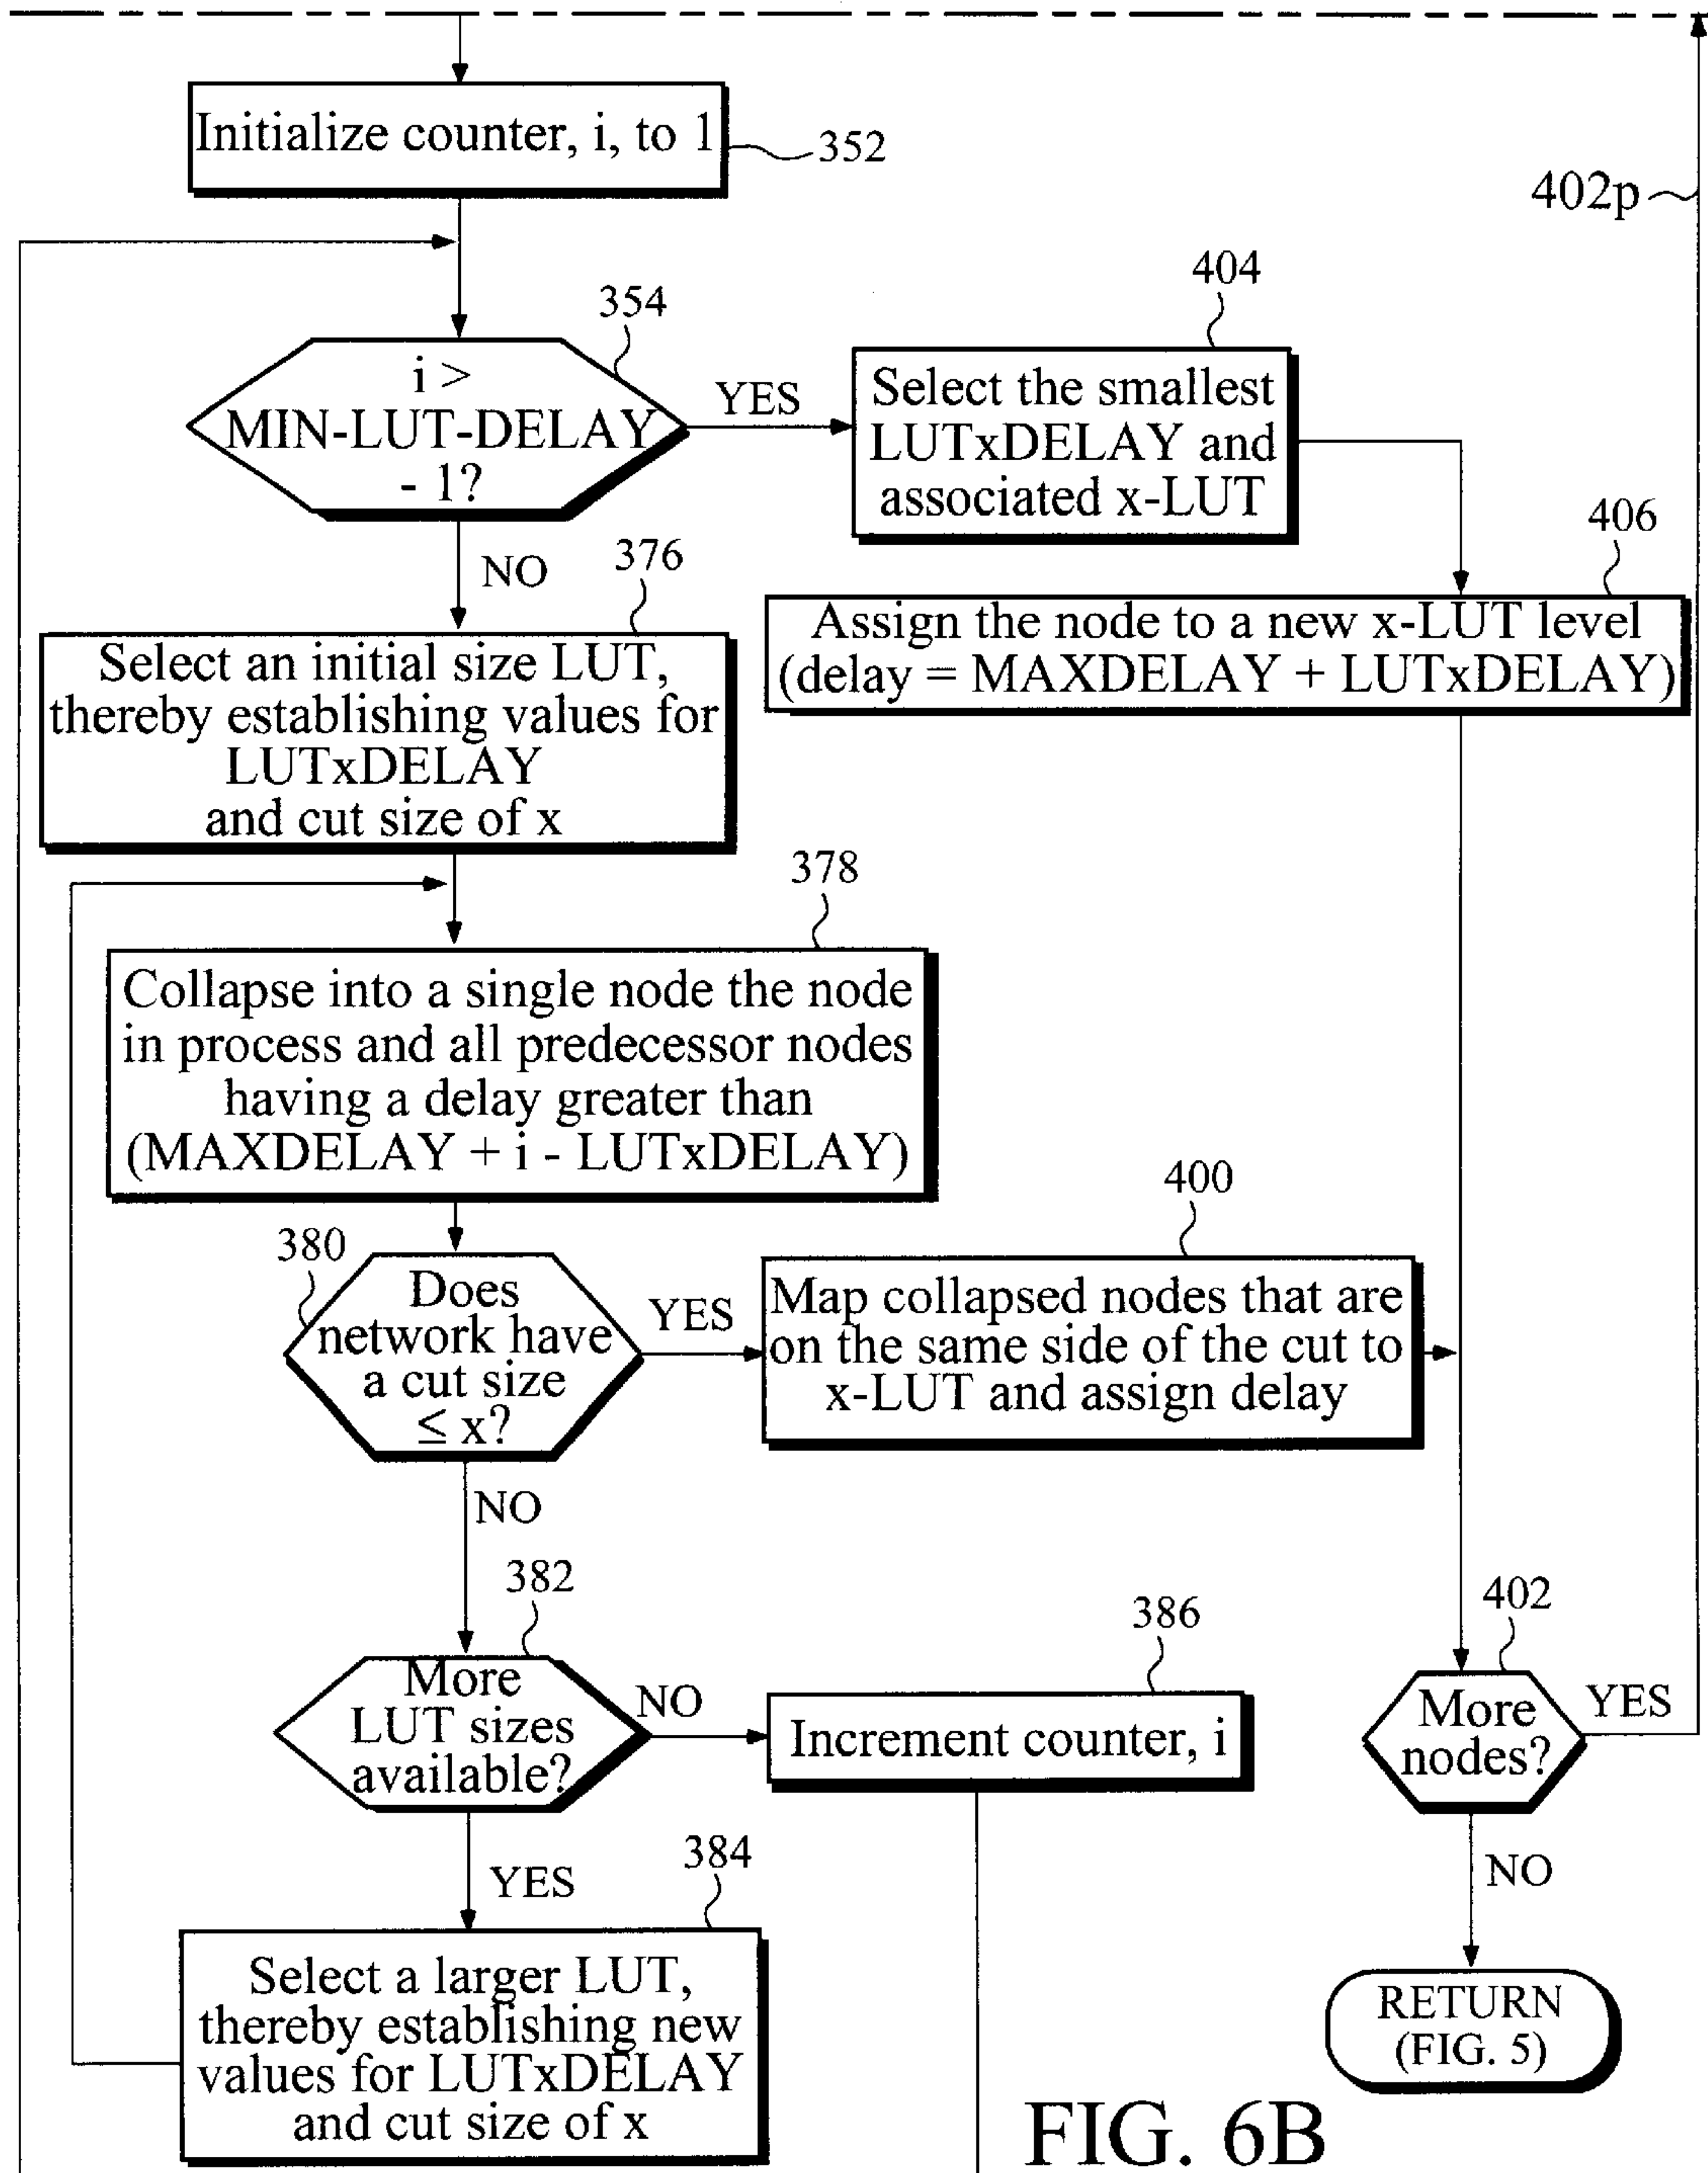 Initialize counter, i, to 1
352
402p
354
i >
MIN-LUT-DELAY
- 1?
YES
404
Select the smallest
LUTxDELAY and
associated x-LUT
NO
406
Assign the node to a new x-LUT level
(delay = MAXDELAY + LUTxDELAY)
376
Select an initial size LUT,
thereby establishing values for
LUTxDELAY
and cut size of x
378
Collapse into a single node the node
in process and all predecessor nodes
having a delay greater than
(MAXDELAY + i - LUTxDELAY)
380
Does
network have
a cut size
≤ x?
YES
400
Map collapsed nodes that are
on the same side of the cut to
x-LUT and assign delay
NO
382
More
LUT sizes
available?
NO
386
Increment counter, i
402
More
nodes?
YES
YES
384
Select a larger LUT,
thereby establishing new
values for LUTxDELAY
and cut size of x
NO
RETURN
(FIG. 5)
FIG. 6B